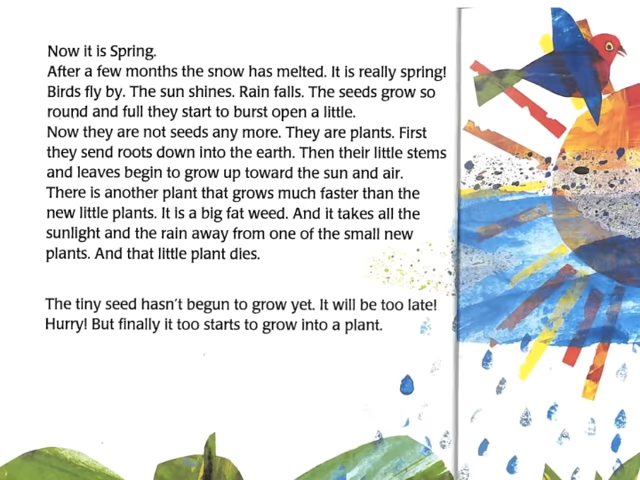 Now it is Spring.
After a few months the snow has melted. It is really spring!
Birds fly by. The sun shines. Rain falls. The seeds grow so
round and full they start to burst open a little.
Now they are not seeds any more. They are plants. First
they send roots down into the earth. Then their little stems
and leaves begin to grow up toward the sun and air.
There is another plant that grows much faster than the
new little plants. It is a big fat weed. And it takes all the
sunlight and the rain away from one of the small new
plants. And that little plant dies.
The tiny seed hasn't begun to grow yet. It will be too late!
Hurry! But finally it too starts to grow into a plant.